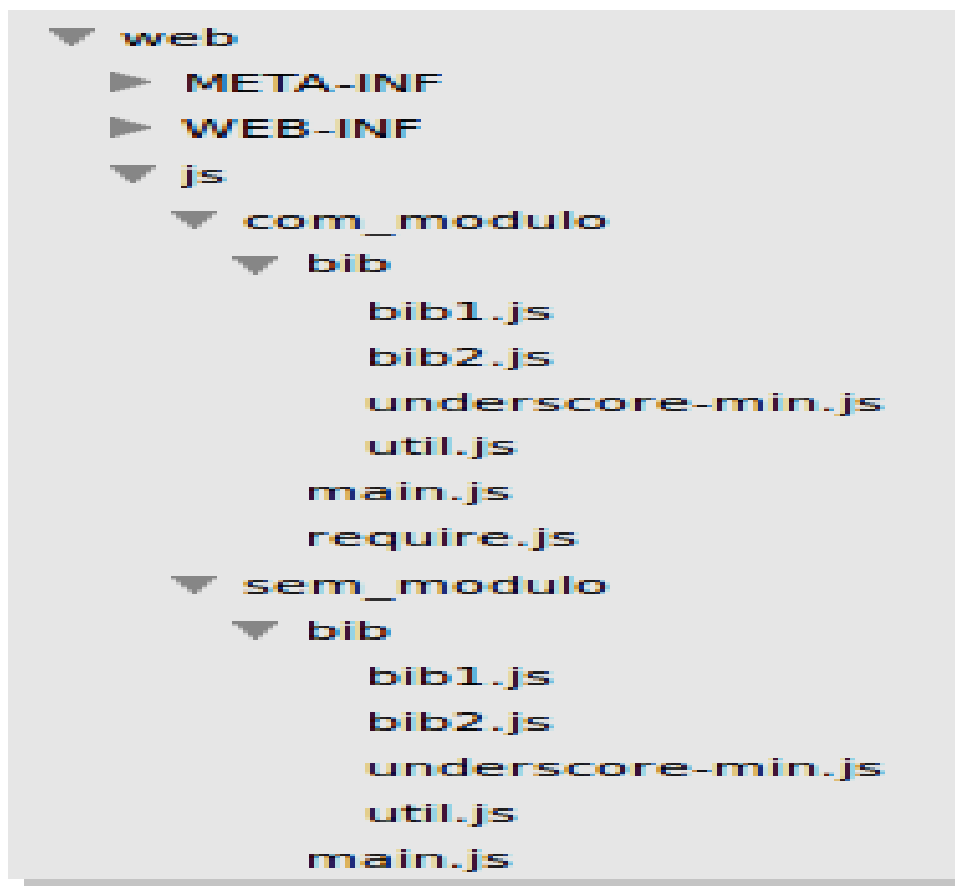 web
META-INF
WEB-INF
js
com_modulo
bib
bib1.js
bib2.js
underscore-min.js
util.js
main.js
require.js
sem_modulo
bib
bib1.js
bib2.js
underscore-min.js
util.js
main.js